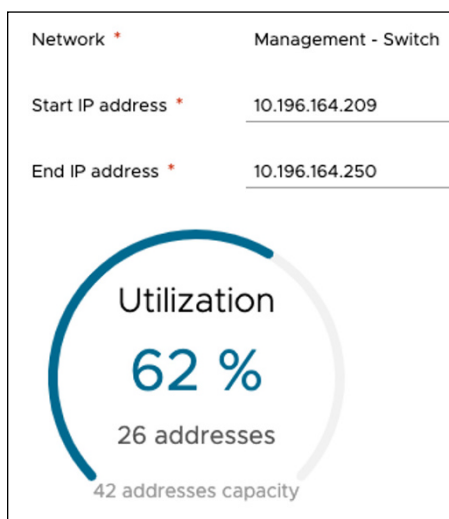 Network * Management - Switch
Start IP address * 10.196.164.209
End IP address * 10.196.164.250
Utilization
62 %
26 addresses
42 addresses capacity